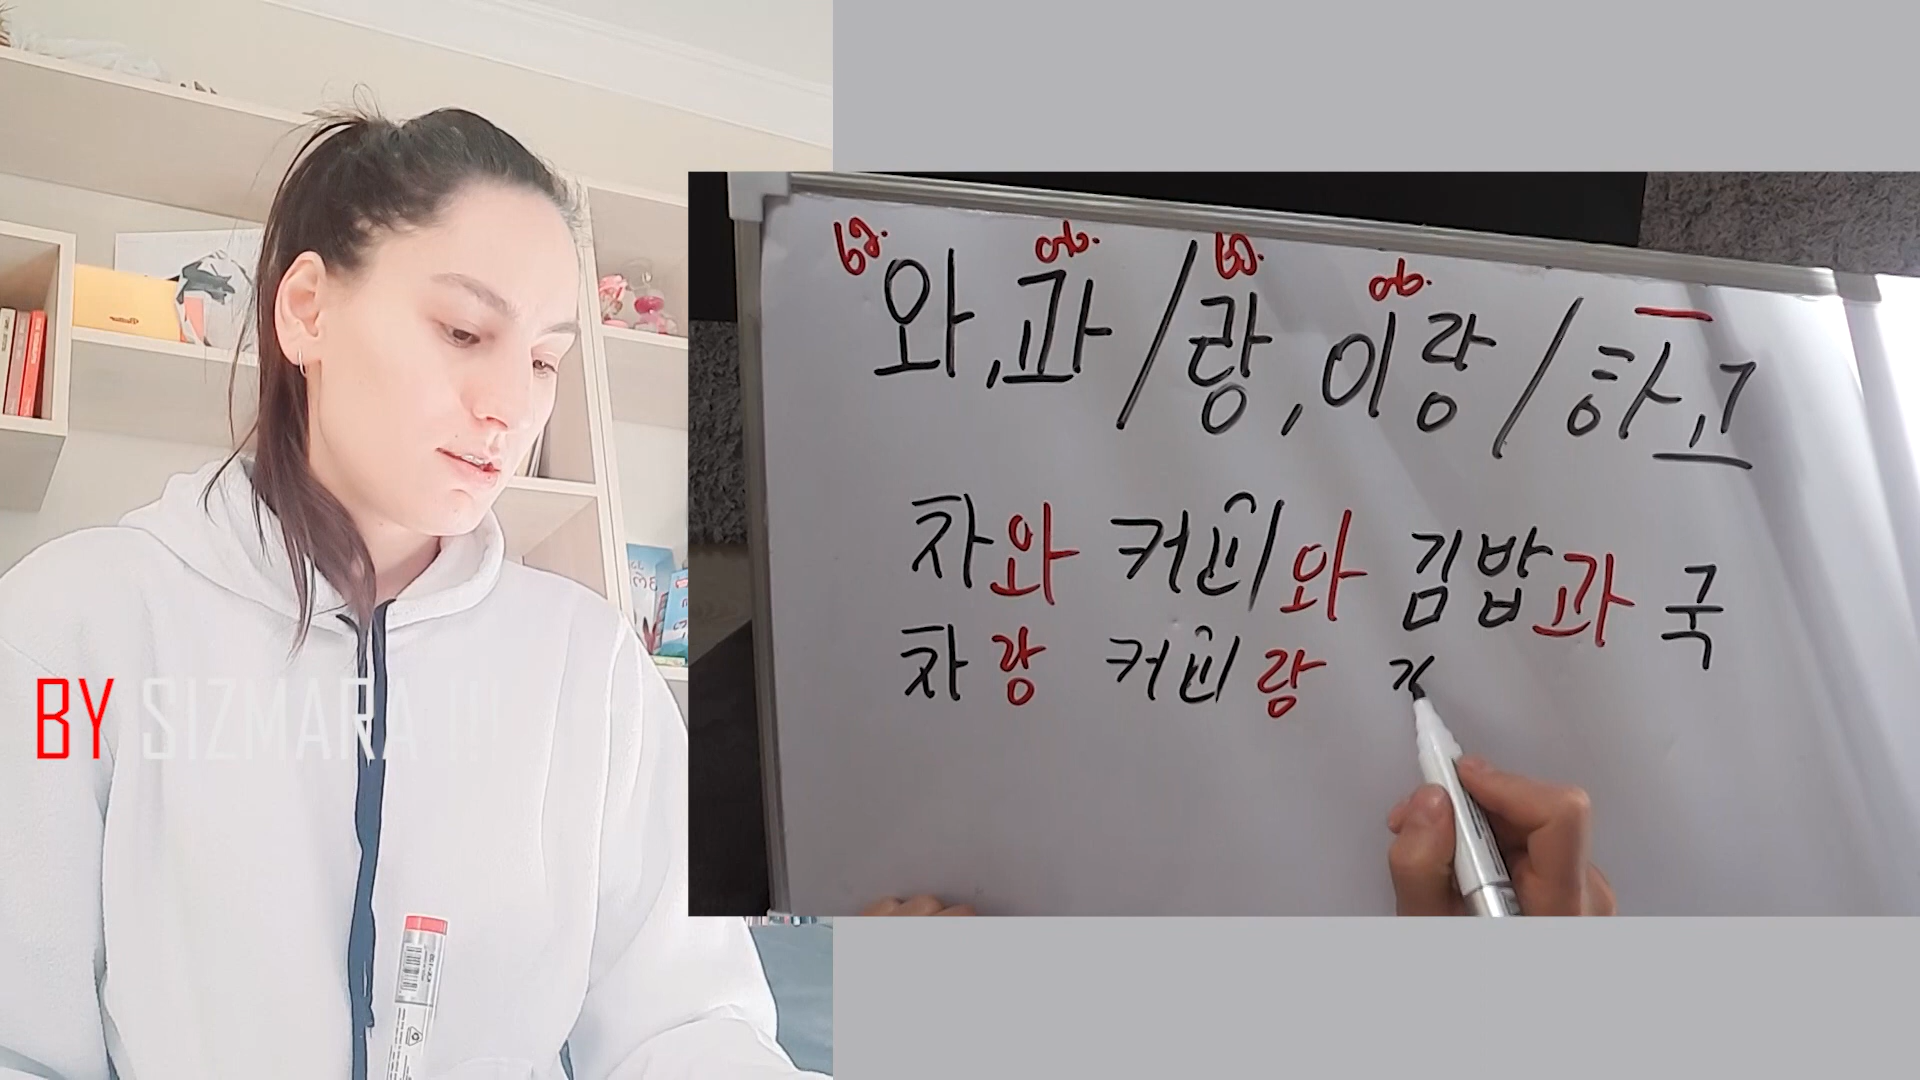 와, 과 / 랑, 이랑 / 하고
차와 커피와 김밥과 국
차랑 커피랑
BY SIZMARA